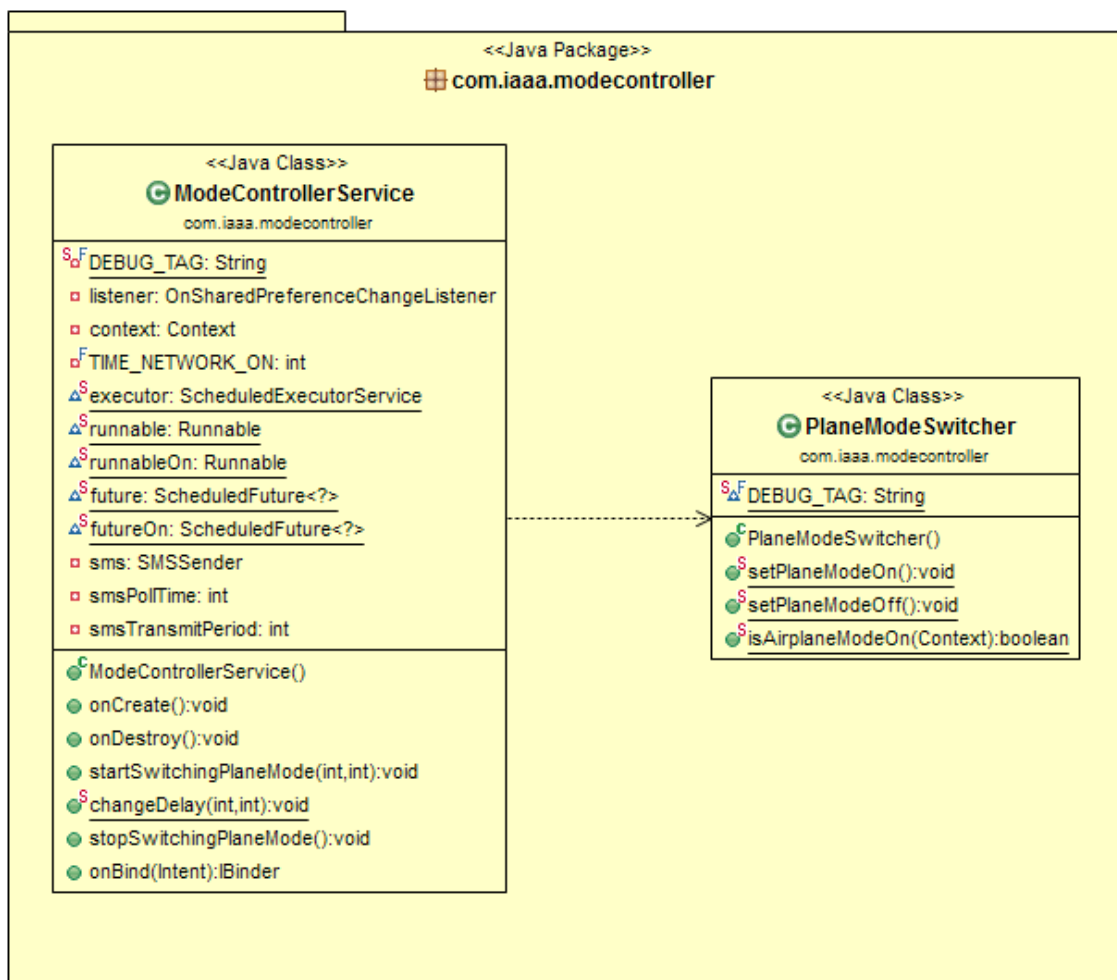 <<Java Package>>
com.iaaa.modecontroller
<<Java Class>>
ModeControllerService
com.iaaa.modecontroller
DEBUG_TAG: String
listener: OnSharedPreferenceChangeListener
context: Context
TIME_NETWORK_ON: int
executor: ScheduledExecutorService
runnable: Runnable
runnableOn: Runnable
future: ScheduledFuture<?>
futureOn: ScheduledFuture<?>
sms: SMSSender
smsPollTime: int
smsTransmitPeriod: int
ModeControllerService()
onCreate():void
onDestroy():void
startSwitchingPlaneMode(int,int):void
changeDelay(int,int):void
stopSwitchingPlaneMode():void
onBind(Intent):IBinder
<<Java Class>>
PlaneModeSwitcher
com.iaaa.modecontroller
DEBUG_TAG: String
PlaneModeSwitcher()
setPlaneModeOn():void
setPlaneModeOff():void
isAirplaneModeOn(Context):boolean